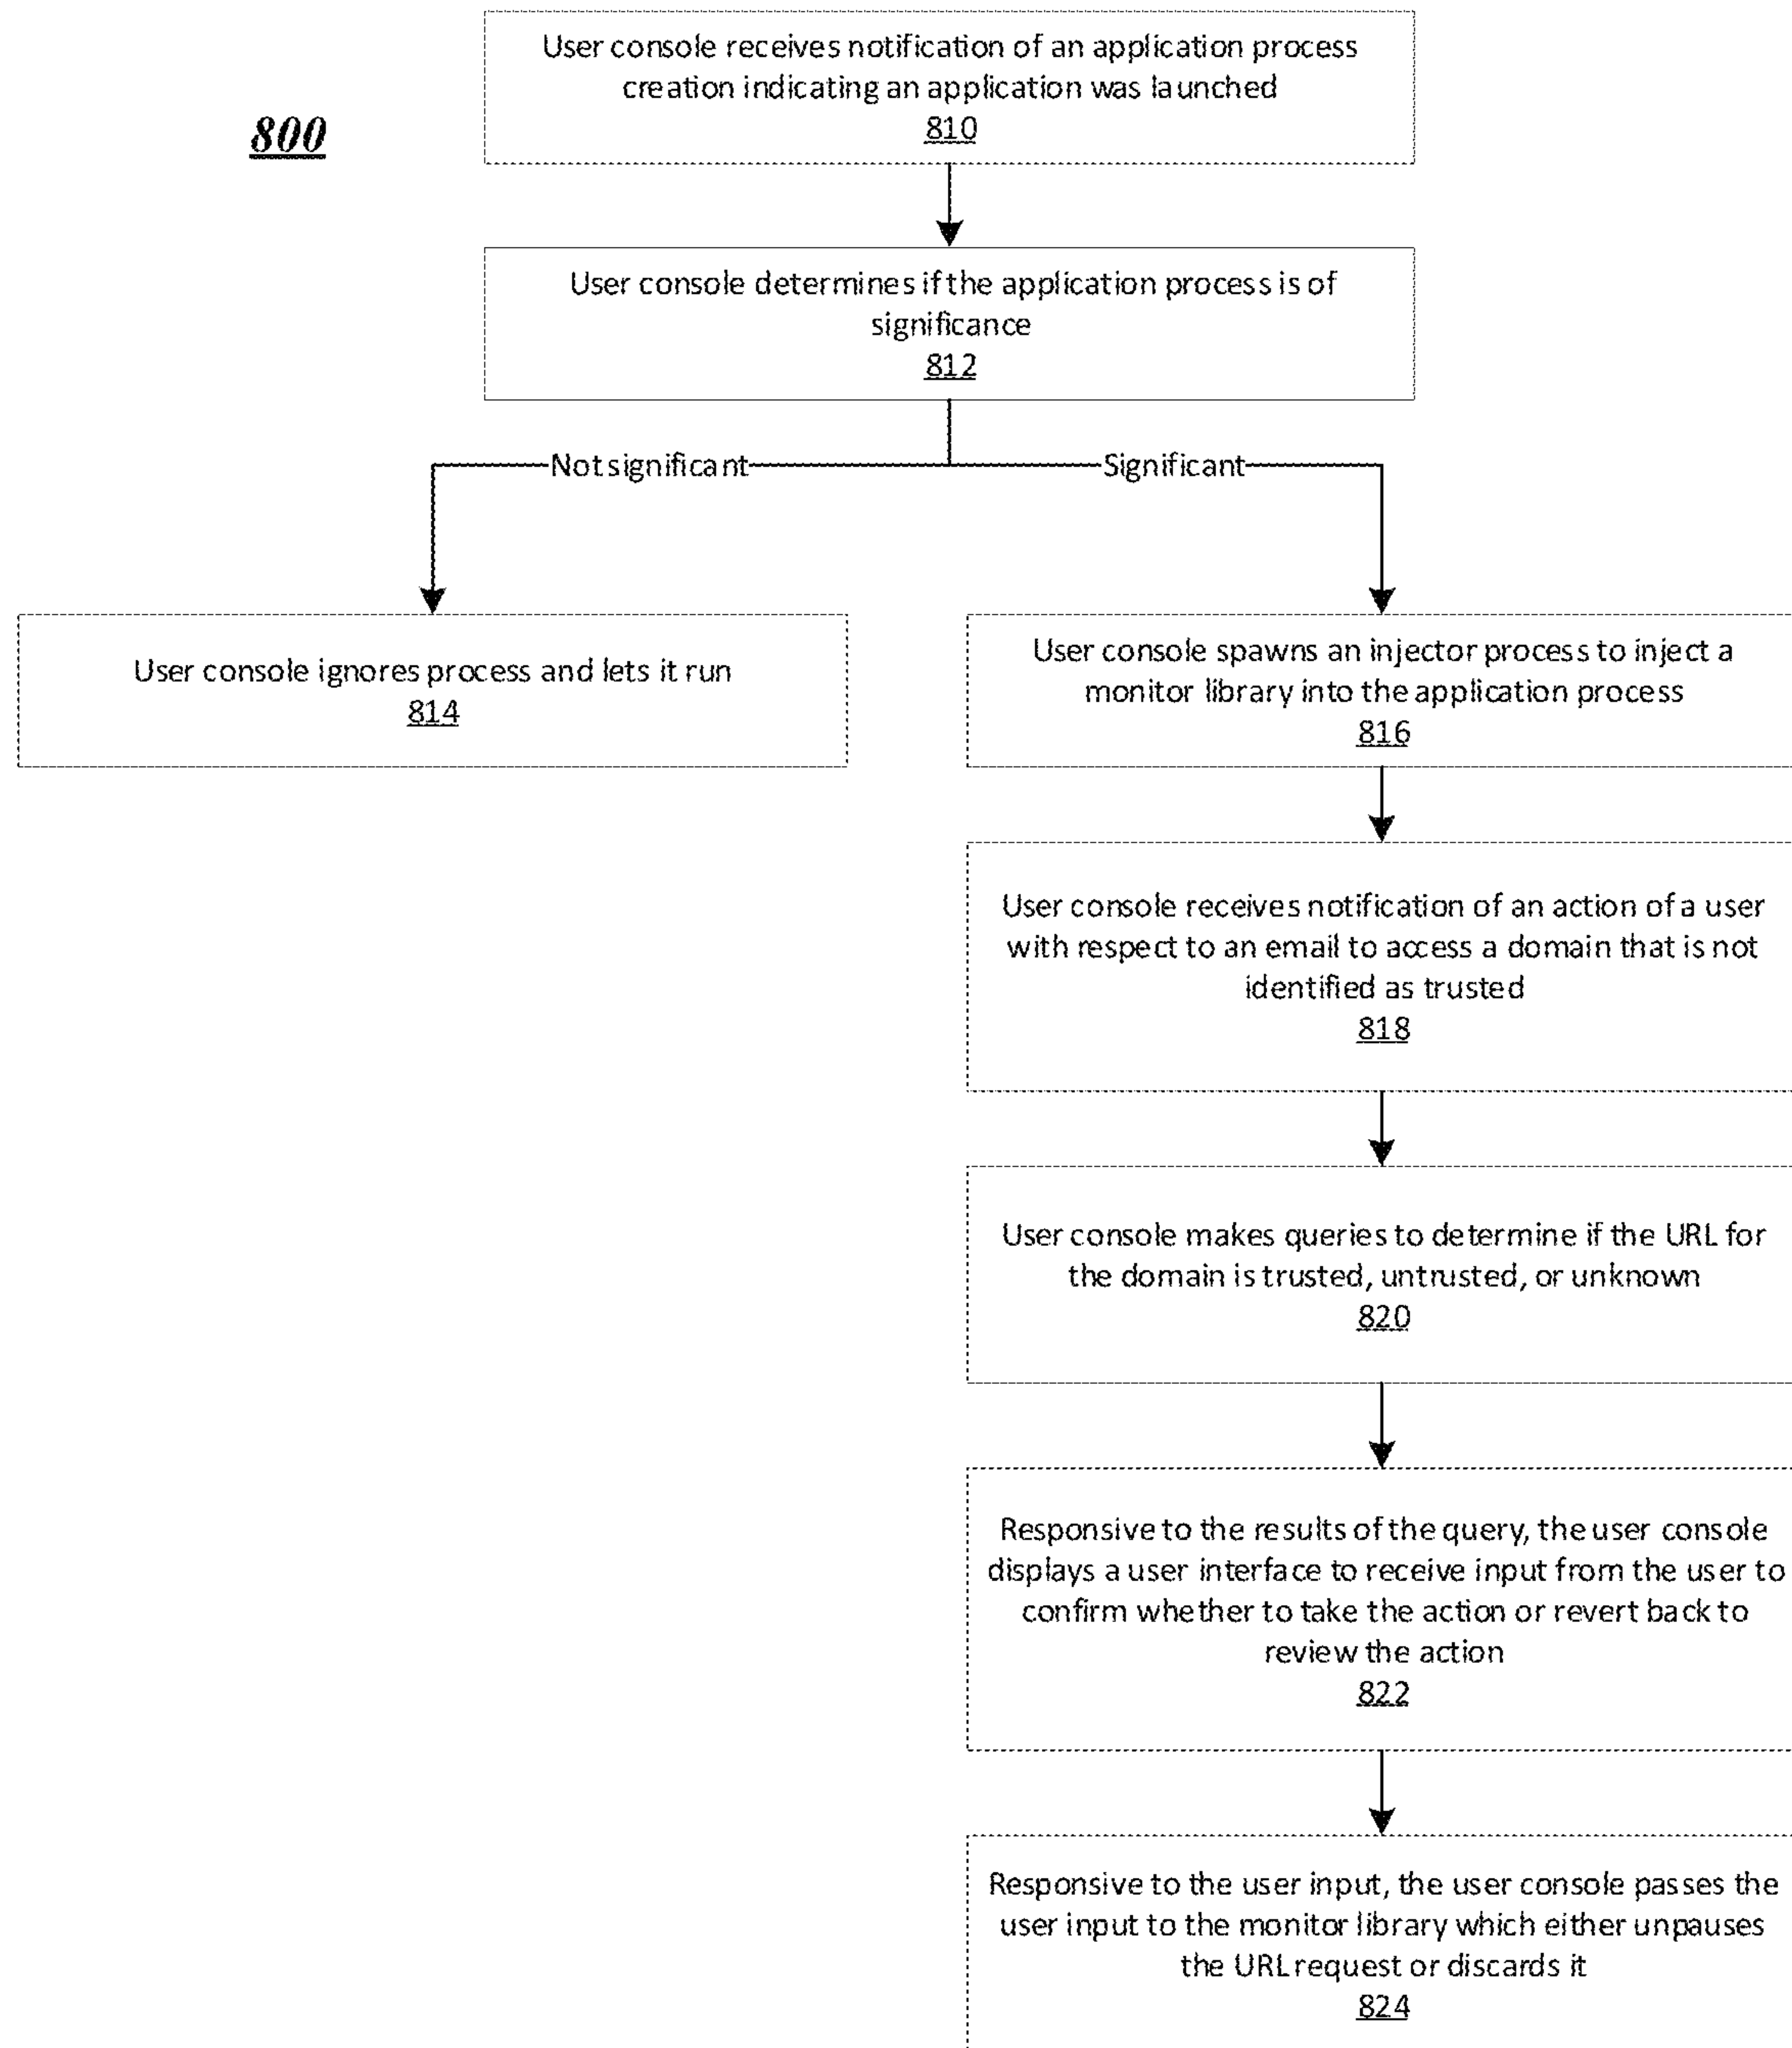 User console receives notification of an application process
creation indicating an application was launched
810
800
User console determines if the application process is of
significance
812
Not significant
Significant
User console ignores process and lets it run
814
User console spawns an injector process to inject a
monitor library into the application process
816
User console receives notification of an action of a user
with respect to an email to access a domain that is not
identified as trusted
818
User console makes queries to determine if the URL for
the domain is trusted, untrusted, or unknown
820
Responsive to the results of the query, the user console
displays a user interface to receive input from the user to
confirm whether to take the action or revert back to
review the action
822
Responsive to the user input, the user console passes the
user input to the monitor library which either unpauses
the URL request or discards it
824